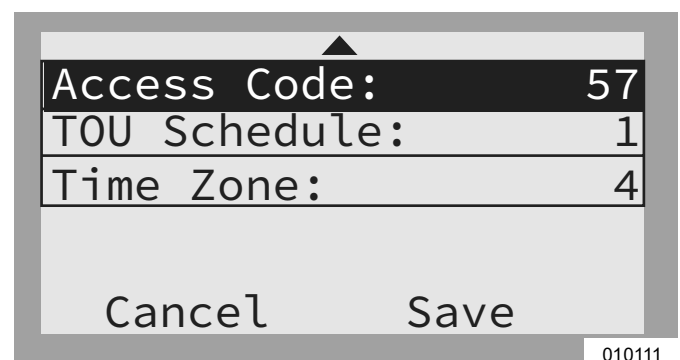 Access Code: 57
TOU Schedule: 1
Time Zone: 4
Cancel Save
010111